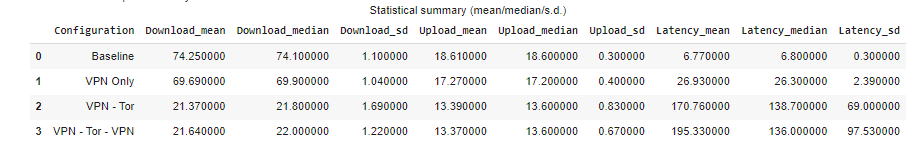 Statistical summary (mean/median/s.d.)
Configuration Download_mean Download_median Download_sd Upload_mean Upload_median Upload_sd Latency_mean Latency_median Latency_sd
0 Baseline 74.250000 74.100000 1.100000 18.610000 18.600000 0.300000 6.770000 6.800000 0.300000
1 VPN Only 69.690000 69.900000 1.040000 17.270000 17.200000 0.400000 26.930000 26.300000 2.390000
2 VPN - Tor 21.370000 21.800000 1.690000 13.390000 13.600000 0.830000 170.760000 138.700000 69.000000
3 VPN - Tor - VPN 21.640000 22.000000 1.220000 13.370000 13.600000 0.670000 195.330000 136.000000 97.530000